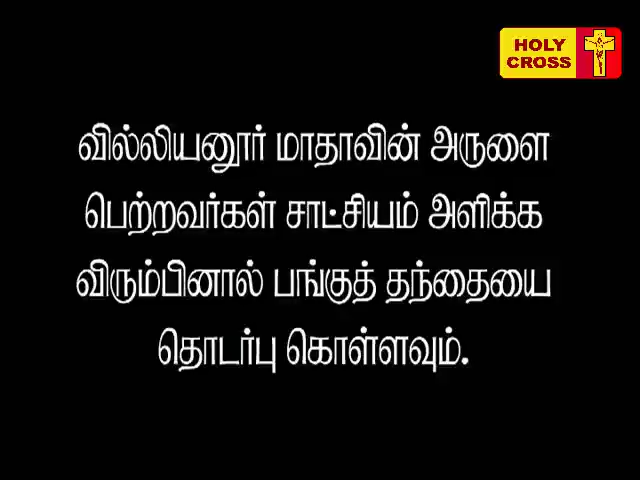 HOLY
CROSS
வில்லியனூர் மாதாவின் அருளை
பெற்றவர்கள் சாட்சியம் அளிக்க
விரும்பினால் பங்குத் தந்தையை
தொடர்பு கொள்ளவும்.